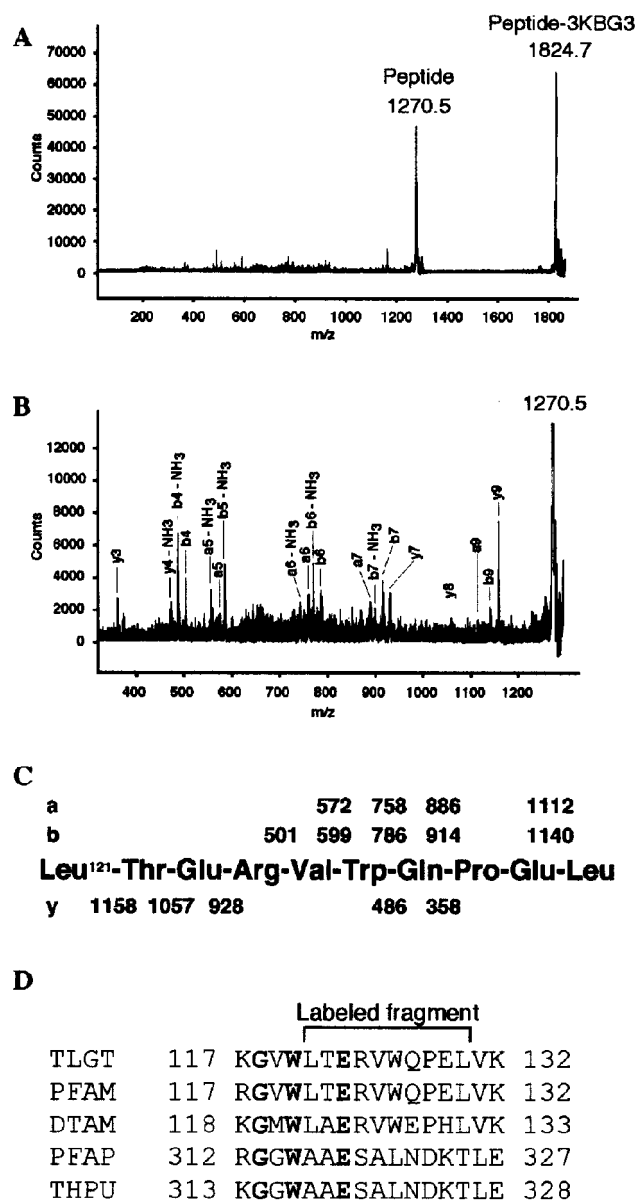 A
Peptide-3KBG3
1824.7
Peptide
1270.5
70000
60000
50000
40000
30000
20000
10000
0
Counts
200 400 600 800 1000 1200 1400 1600 1800
m/z
B
1270.5
12000
10000
8000
6000
4000
2000
0
Counts
y3
y4 - NH3
b4 - NH3
b4
a5 - NH3
a5
b5 - NH3
a6 - NH3
a6
b6 - NH3
b6
a7
b7 - NH3
b7
y7
y8
a9
b9
y9
400 500 600 700 800 900 1000 1100 1200
m/z
C
a 572 758 886 1112
b 501 599 786 914 1140
Leu121-Thr-Glu-Arg-Val-Trp-Gln-Pro-Glu-Leu
y 1158 1057 928 486 358
D
Labeled fragment
TLGT 117 KGVWLTERVWQPELVK 132
PFAM 117 RGVWLTERVWQPELVK 132
DTAM 118 KGMWLAERVWEPHLVK 133
PFAP 312 RGGWAAESALNDKTLE 327
THPU 313 KGGWAAESALNDKTLE 328